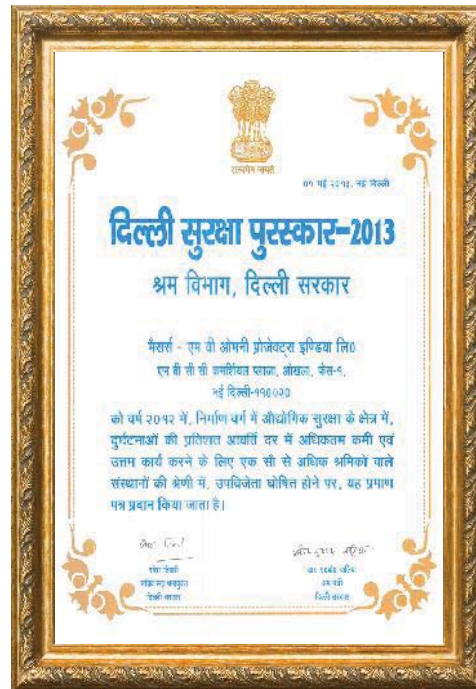 सत्यमेव जयते
०१ मई २०१३, नई दिल्ली
दिल्ली सुरक्षा पुरस्कार-2013
श्रम विभाग, दिल्ली सरकार
मैसर्स - एम वी ओमनी प्रोजेक्ट्स इण्डिया लि०
एन बी सी सी कमर्शियल प्लाजा, ओखला, फेस-१,
नई दिल्ली-११००२०
को वर्ष २०१२ में, निर्माण वर्ग में औद्योगिक सुरक्षा के क्षेत्र में,
दुर्घटनाओं की प्रतिशत आवर्ति दर में अधिकतम कमी एवं
उत्तम कार्य करने के लिए एक सौ से अधिक श्रमिकों वाले
संस्थानों की श्रेणी में, उपविजेता घोषित होने पर, यह प्रमाण
पत्र प्रदान किया जाता है।
दिल्ली सरकार
श्रम मंत्री
दिल्ली सरकार